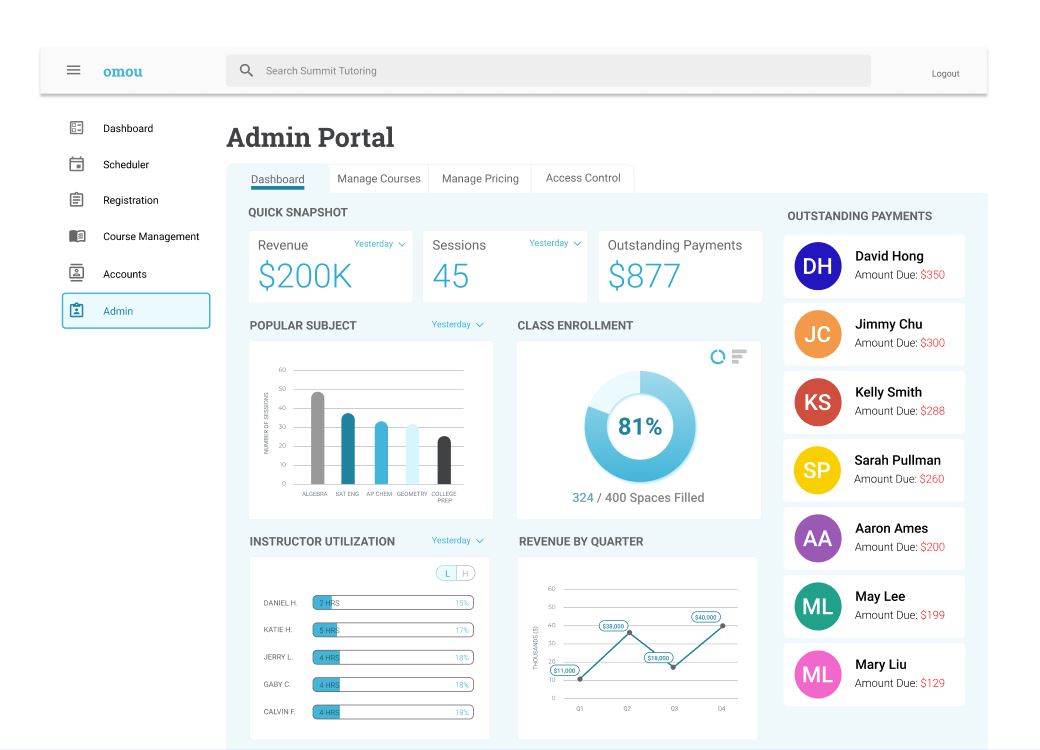 omou
Search Summit Tutoring
Logout
Dashboard
Scheduler
Registration
Course Management
Accounts
Admin
Admin Portal
Dashboard
Manage Courses
Manage Pricing
Access Control
QUICK SNAPSHOT
Revenue
Yesterday
$200K
Sessions
Yesterday
45
Outstanding Payments
$877
POPULAR SUBJECT
Yesterday
NUMBER OF SESSIONS
60
50
40
30
20
10
0
ALGEBRA
SAT ENG
AP CHEM
GEOMETRY
COLLEGE
PREP
CLASS ENROLLMENT
81%
324 / 400 Spaces Filled
INSTRUCTOR UTILIZATION
Yesterday
L
H
DANIEL H. 7 HRS 15%
KATIE H. 5 HRS 17%
JERRY L. 4 HRS 18%
GABY C. 4 HRS 18%
CALVIN F. 4 HRS 18%
REVENUE BY QUARTER
THOUSANDS ($)
60
50
40
30
20
10
0
$11,000
$38,000
$18,000
$40,000
Q1
Q2
Q3
Q4
OUTSTANDING PAYMENTS
DH
David Hong
Amount Due: $350
JC
Jimmy Chu
Amount Due: $300
KS
Kelly Smith
Amount Due: $288
SP
Sarah Pullman
Amount Due: $260
AA
Aaron Ames
Amount Due: $200
ML
May Lee
Amount Due: $199
ML
Mary Liu
Amount Due: $129